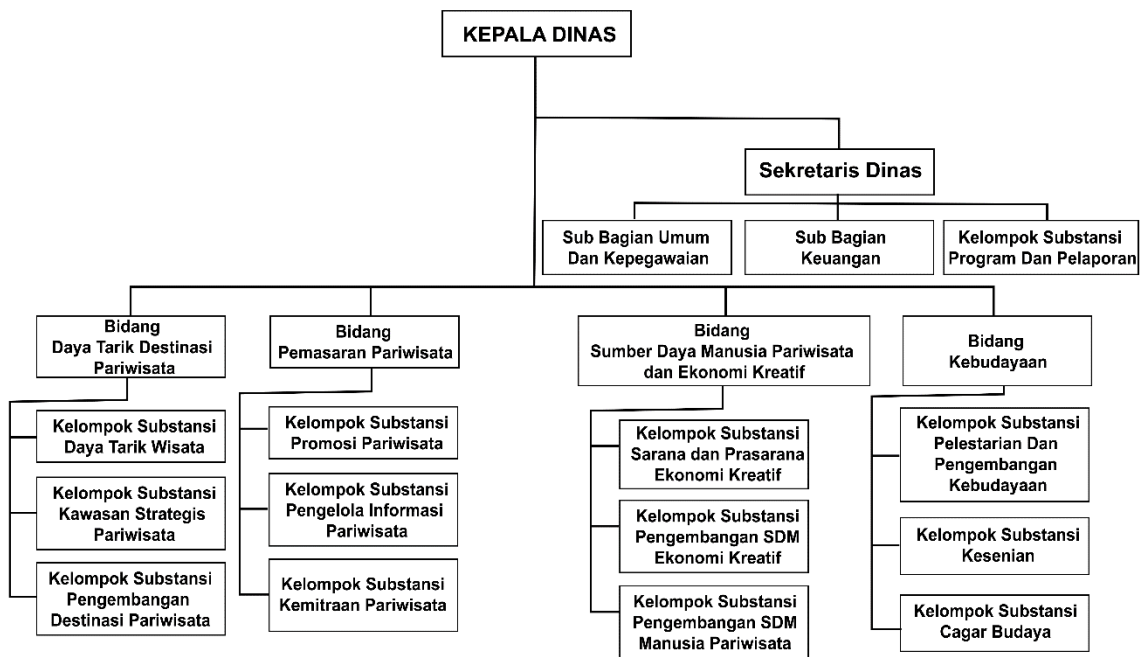 KEPALA DINAS
Sekretaris Dinas
Sub Bagian Umum
Dan Kepegawaian
Sub Bagian
Keuangan
Kelompok Substansi
Program Dan Pelaporan
Bidang
Daya Tarik Destinasi
Pariwisata
Bidang
Pemasaran Pariwisata
Bidang
Sumber Daya Manusia Pariwisata
dan Ekonomi Kreatif
Bidang
Kebudayaan
Kelompok Substansi
Daya Tarik Wisata
Kelompok Substansi
Kawasan Strategis
Pariwisata
Kelompok Substansi
Pengembangan
Destinasi Pariwisata
Kelompok Substansi
Promosi Pariwisata
Kelompok Substansi
Pengelola Informasi
Pariwisata
Kelompok Substansi
Kemitraan Pariwisata
Kelompok Substansi
Sarana dan Prasarana
Ekonomi Kreatif
Kelompok Substansi
Pengembangan SDM
Ekonomi Kreatif
Kelompok Substansi
Pengembangan SDM
Manusia Pariwisata
Kelompok Substansi
Pelestarian Dan
Pengembangan
Kebudayaan
Kelompok Substansi
Kesenian
Kelompok Substansi
Cagar Budaya